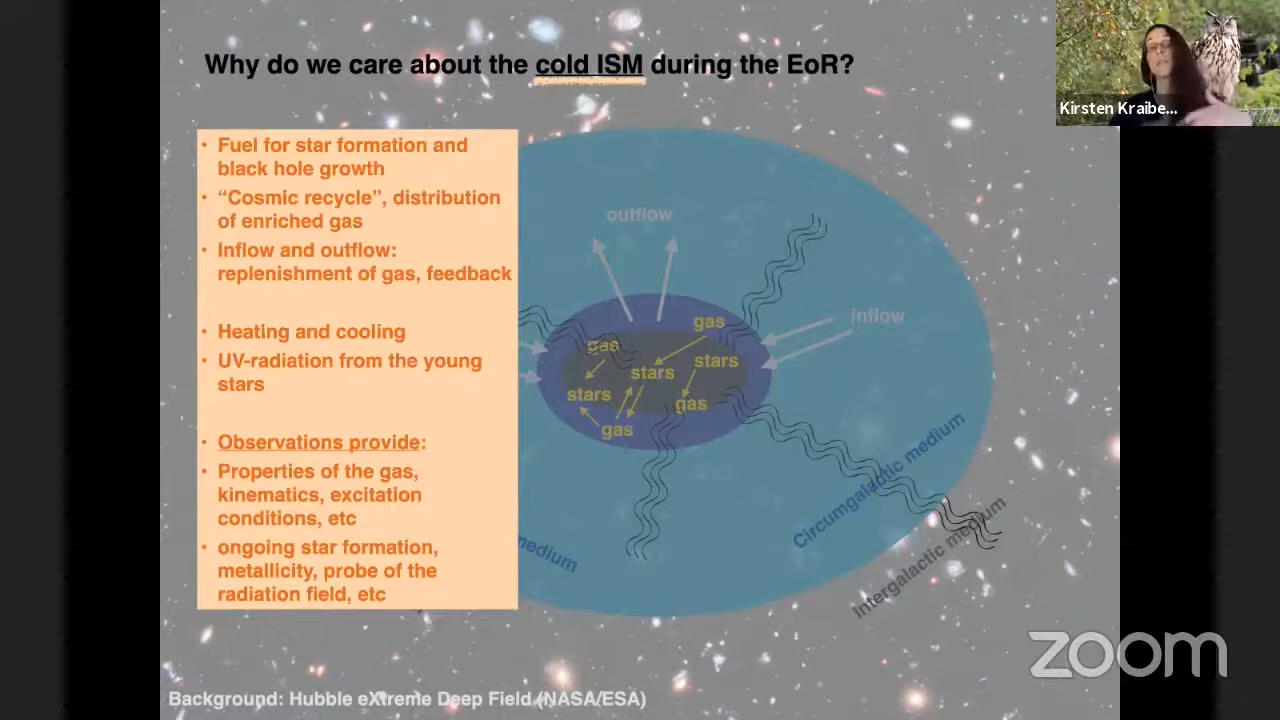 Why do we care about the cold ISM during the EoR?
Kirsten Kraibe...
• Fuel for star formation and
black hole growth
• “Cosmic recycle”, distribution
of enriched gas
• Inflow and outflow:
replenishment of gas, feedback
• Heating and cooling
• UV-radiation from the young
stars
• Observations provide:
• Properties of the gas,
kinematics, excitation
conditions, etc
• ongoing star formation,
metallicity, probe of the
radiation field, etc
outflow
inflow
gas
gas
stars
stars
stars
gas
gas
medium
Circumgalactic medium
Intergalactic medium
zoom
Background: Hubble eXtreme Deep Field (NASA/ESA)